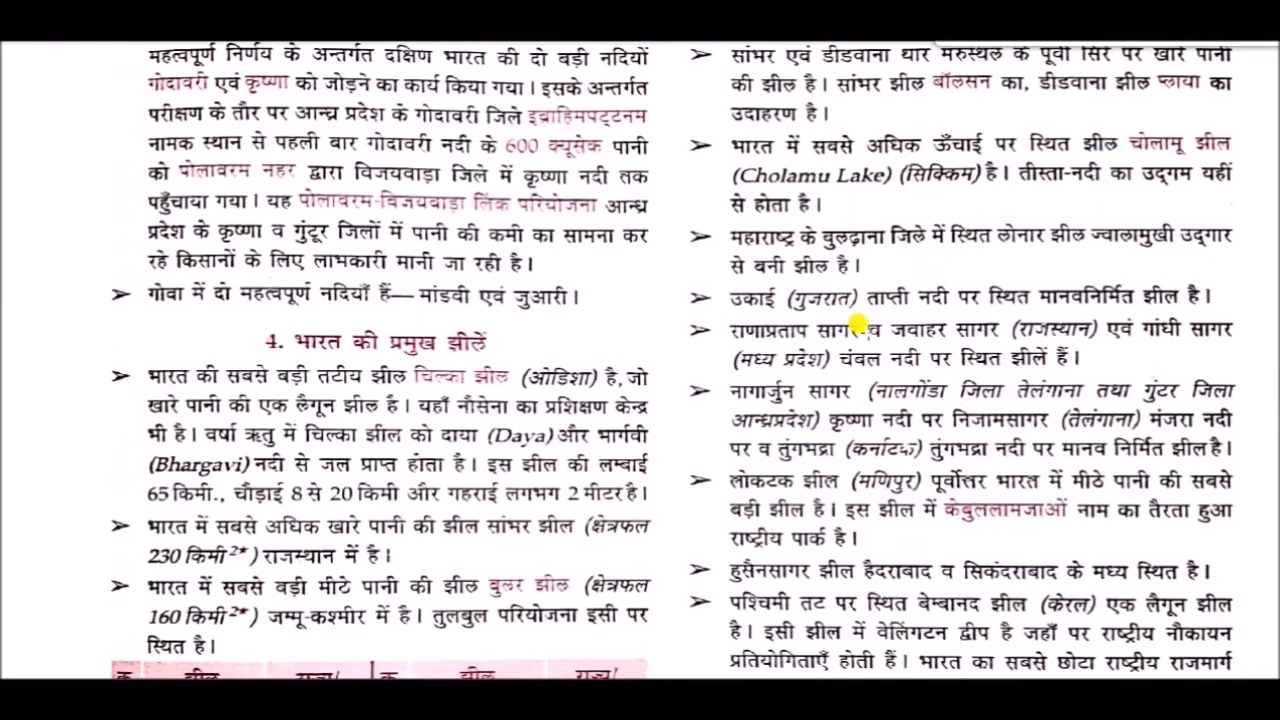 महत्वपूर्ण निर्णय के अन्तर्गत दक्षिण भारत की दो बड़ी नदियों
गोदावरी एवं कृष्णा को जोड़ने का कार्य किया गया। इसके अन्तर्गत
परीक्षण के तौर पर आन्ध्र प्रदेश के गोदावरी जिले इब्राहिमपट्टनम
नामक स्थान से पहली बार गोदावरी नदी के 600 क्यूसेक पानी
को पोलावरम नहर द्वारा विजयवाड़ा जिले में कृष्णा नदी तक
पहुँचाया गया। यह पोलावरम-विजयवाड़ा लिंक परियोजना आन्ध्र
प्रदेश के कृष्णा व गुंटूर जिलों में पानी की कमी का सामना कर
रहे किसानों के लिए लाभकारी मानी जा रही है।
➢ गोवा में दो महत्वपूर्ण नदियाँ हैं— मांडवी एवं जुआरी।
4. भारत की प्रमुख झीलें
➢ भारत की सबसे बड़ी तटीय झील चिल्का झील (ओडिशा) है, जो
खारे पानी की एक लैगून झील है। यहाँ नौसेना का प्रशिक्षण केन्द्र
भी है। वर्षा ऋतु में चिल्का झील को दाया (Daya) और भार्गवी
(Bhargavi) नदी से जल प्राप्त होता है। इस झील की लम्बाई
65 किमी., चौड़ाई 8 से 20 किमी और गहराई लगभग 2 मीटर है।
➢ भारत में सबसे अधिक खारे पानी की झील सांभर झील (क्षेत्रफल
230 किमी²*) राजस्थान में है।
➢ भारत में सबसे बड़ी मीठे पानी की झील वुलर झील (क्षेत्रफल
160 किमी²*) जम्मू-कश्मीर में है। तुलबुल परियोजना इसी पर
स्थित है।
झील राज्य/ झील राज्य/
➢ सांभर एवं डीडवाना थार मरुस्थल के पूर्वी सिरे पर खारे पानी
की झील है। सांभर झील बॉलसन का, डीडवाना झील प्लाया का
उदाहरण है।
➢ भारत में सबसे अधिक ऊँचाई पर स्थित झील चोलामू झील
(Cholamu Lake) (सिक्किम) है। तीस्ता-नदी का उद्गम यहीं
से होता है।
➢ महाराष्ट्र के बुलढ़ाना जिले में स्थित लोनार झील ज्वालामुखी उद्गार
से बनी झील है।
➢ उकाई (गुजरात) ताप्ती नदी पर स्थित मानवनिर्मित झील है।
➢ राणाप्रताप सागर व जवाहर सागर (राजस्थान) एवं गांधी सागर
(मध्य प्रदेश) चंबल नदी पर स्थित झीलें हैं।
➢ नागार्जुन सागर (नालगोंडा जिला तेलंगाना तथा गुंटर जिला
आन्ध्रप्रदेश) कृष्णा नदी पर निजामसागर (तेलंगाना) मंजरा नदी
पर व तुंगभद्रा (कर्नाटक) तुंगभद्रा नदी पर मानव निर्मित झील है।
➢ लोकटक झील (मणिपुर) पूर्वोत्तर भारत में मीठे पानी की सबसे
बड़ी झील है। इस झील में केबुललामजाओं नाम का तैरता हुआ
राष्ट्रीय पार्क है।
➢ हुसैनसागर झील हैदराबाद व सिकंदराबाद के मध्य स्थित है।
➢ पश्चिमी तट पर स्थित बेम्बानद झील (केरल) एक लैगून झील
है। इसी झील में वेलिंगटन द्वीप है जहाँ पर राष्ट्रीय नौकायन
प्रतियोगिताएँ होती हैं। भारत का सबसे छोटा राष्ट्रीय राजमार्ग